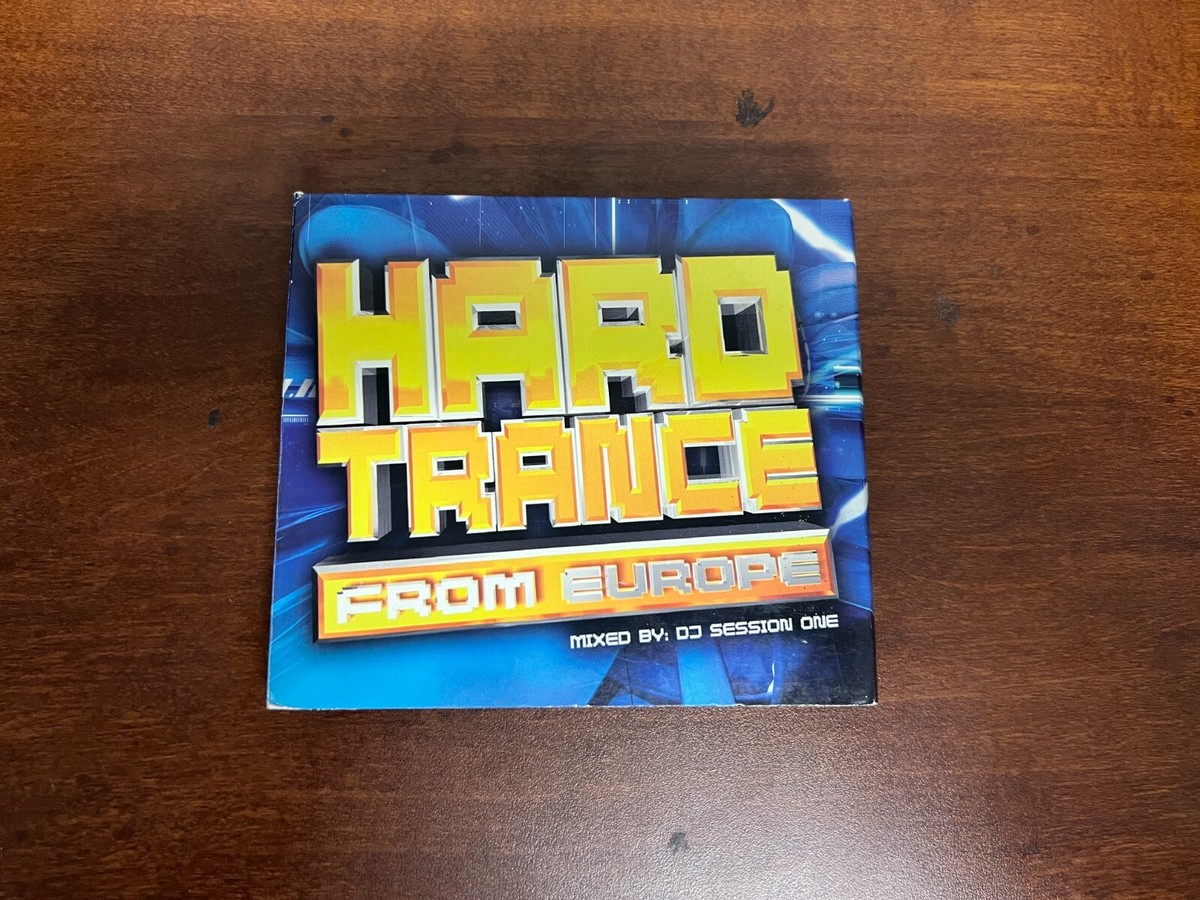 HARD
TRANCE
FROM EUROPE
MIXED BY: DJ SESSION ONE